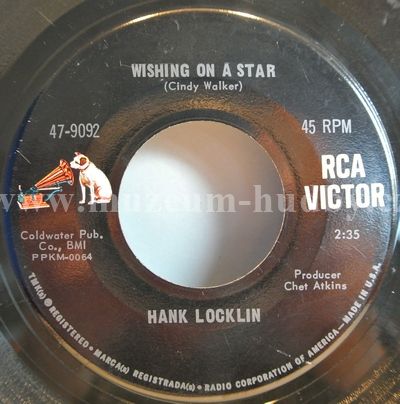 WISHING ON A STAR
(Cindy Walker)
47-9092
45 RPM
RCA
VICTOR
Coldwater Pub.
Co., BMI
PPKM-0064
2:35
Producer
Chet Atkins
HANK LOCKLIN
TMK(s) ® REGISTERED • MARCA(s) REGISTRADA(s) • RADIO CORPORATION OF AMERICA—MADE IN U.S.A.